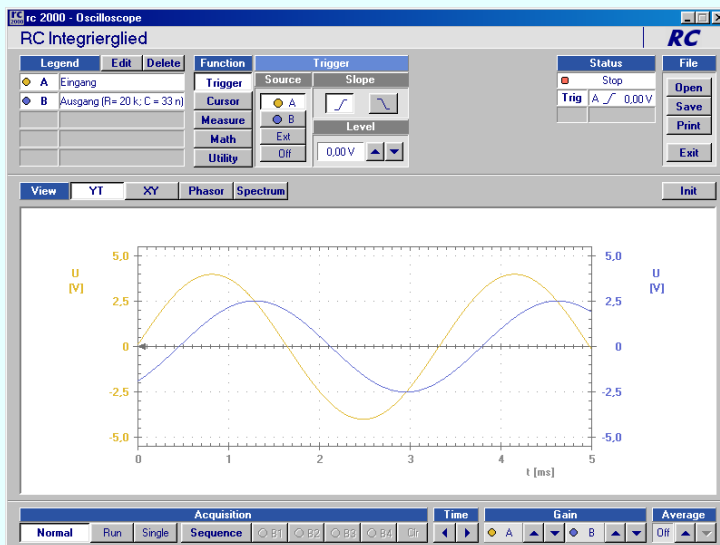 rc 2000 - Oscilloscope
RC Integrierglied
RC
Legend Edit Delete
A Eingang
B Ausgang (R= 20 k; C = 33 n)
Function
Trigger
Cursor
Measure
Math
Utility
Trigger
Source Slope
A
B
Ext
Off
Level
0,00 V
Status
Stop
Trig A 0,00 V
File
Open
Save
Print
Exit
View YT XY Phasor Spectrum Init
U
[V]
5,0
2,5
0
-2,5
-5,0
0 1 2 3 4 5
t [ms]
5,0
2,5
0
-2,5
-5,0
U
[V]
Acquisition Time Gain Average
Normal Run Single Sequence B1 B2 B3 B4 Clr A B Off